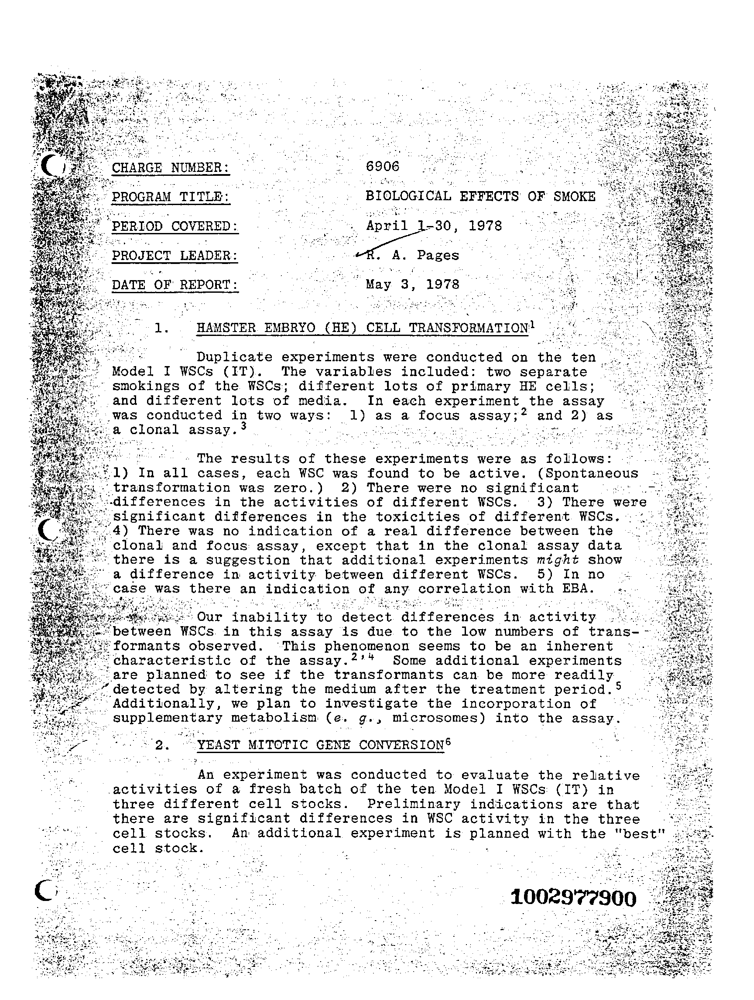 CHARGE NUMBER: 6906
PROGRAM TITLE: BIOLOGICAL EFFECTS OF SMOKE
PERIOD COVERED: April 1-30, 1978
PROJECT LEADER: R. A. Pages
DATE OF REPORT: May 3, 1978
1. HAMSTER EMBRYO (HE) CELL TRANSFORMATION¹
Duplicate experiments were conducted on the ten
Model I WSCs (IT). The variables included: two separate
smokings of the WSCs; different lots of primary HE cells;
and different lots of media. In each experiment the assay
was conducted in two ways: 1) as a focus assay;² and 2) as
a clonal assay.³
The results of these experiments were as follows:
1) In all cases, each WSC was found to be active. (Spontaneous
transformation was zero.) 2) There were no significant
differences in the activities of different WSCs. 3) There were
significant differences in the toxicities of different WSCs.
4) There was no indication of a real difference between the
clonal and focus assay, except that in the clonal assay data
there is a suggestion that additional experiments might show
a difference in activity between different WSCs. 5) In no
case was there an indication of any correlation with EBA.
Our inability to detect differences in activity
between WSCs in this assay is due to the low numbers of trans-
formants observed. This phenomenon seems to be an inherent
characteristic of the assay.²,⁴ Some additional experiments
are planned to see if the transformants can be more readily
detected by altering the medium after the treatment period.⁵
Additionally, we plan to investigate the incorporation of
supplementary metabolism (e. g., microsomes) into the assay.
2. YEAST MITOTIC GENE CONVERSION⁶
An experiment was conducted to evaluate the relative
activities of a fresh batch of the ten Model I WSCs (IT) in
three different cell stocks. Preliminary indications are that
there are significant differences in WSC activity in the three
cell stocks. An additional experiment is planned with the "best"
cell stock.
1002977900